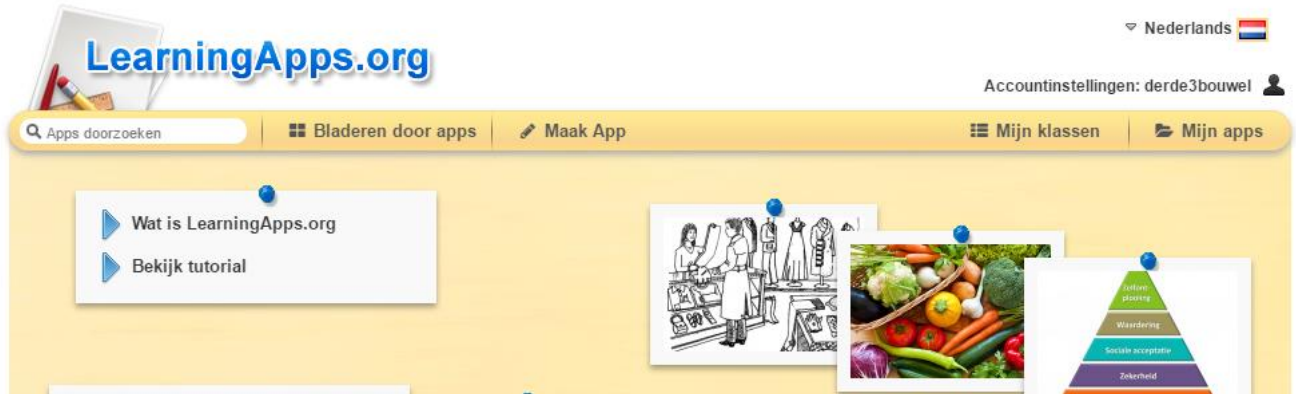 LearningApps.org
Nederlands
Accountinstellingen: derde3bouwel
Apps doorzoeken
Bladeren door apps
Maak App
Mijn klassen
Mijn apps
Wat is LearningApps.org
Bekijk tutorial
Zelfont-
plooiing
Waardering
Sociale acceptatie
Zekerheid